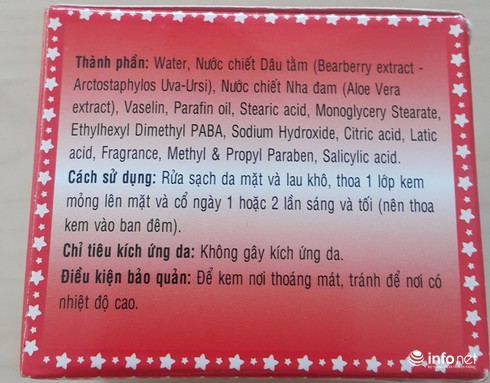 Thành phần: Water, Nước chiết Dâu tằm (Bearberry extract -
Arctostaphylos Uva-Ursi), Nước chiết Nha đam (Aloe Vera
extract), Vaselin, Parafin oil, Stearic acid, Monoglycery Stearate,
Ethylhexyl Dimethyl PABA, Sodium Hydroxide, Citric acid, Latic
acid, Fragrance, Methyl & Propyl Paraben, Salicylic acid.
Cách sử dụng: Rửa sạch da mặt và lau khô, thoa 1 lớp kem
mỏng lên mặt và cổ ngày 1 hoặc 2 lần sáng và tối (nên thoa
kem vào ban đêm).
Chỉ tiêu kích ứng da: Không gây kích ứng da.
Điều kiện bảo quản: Để kem nơi thoáng mát, tránh để nơi có
nhiệt độ cao.
infonet